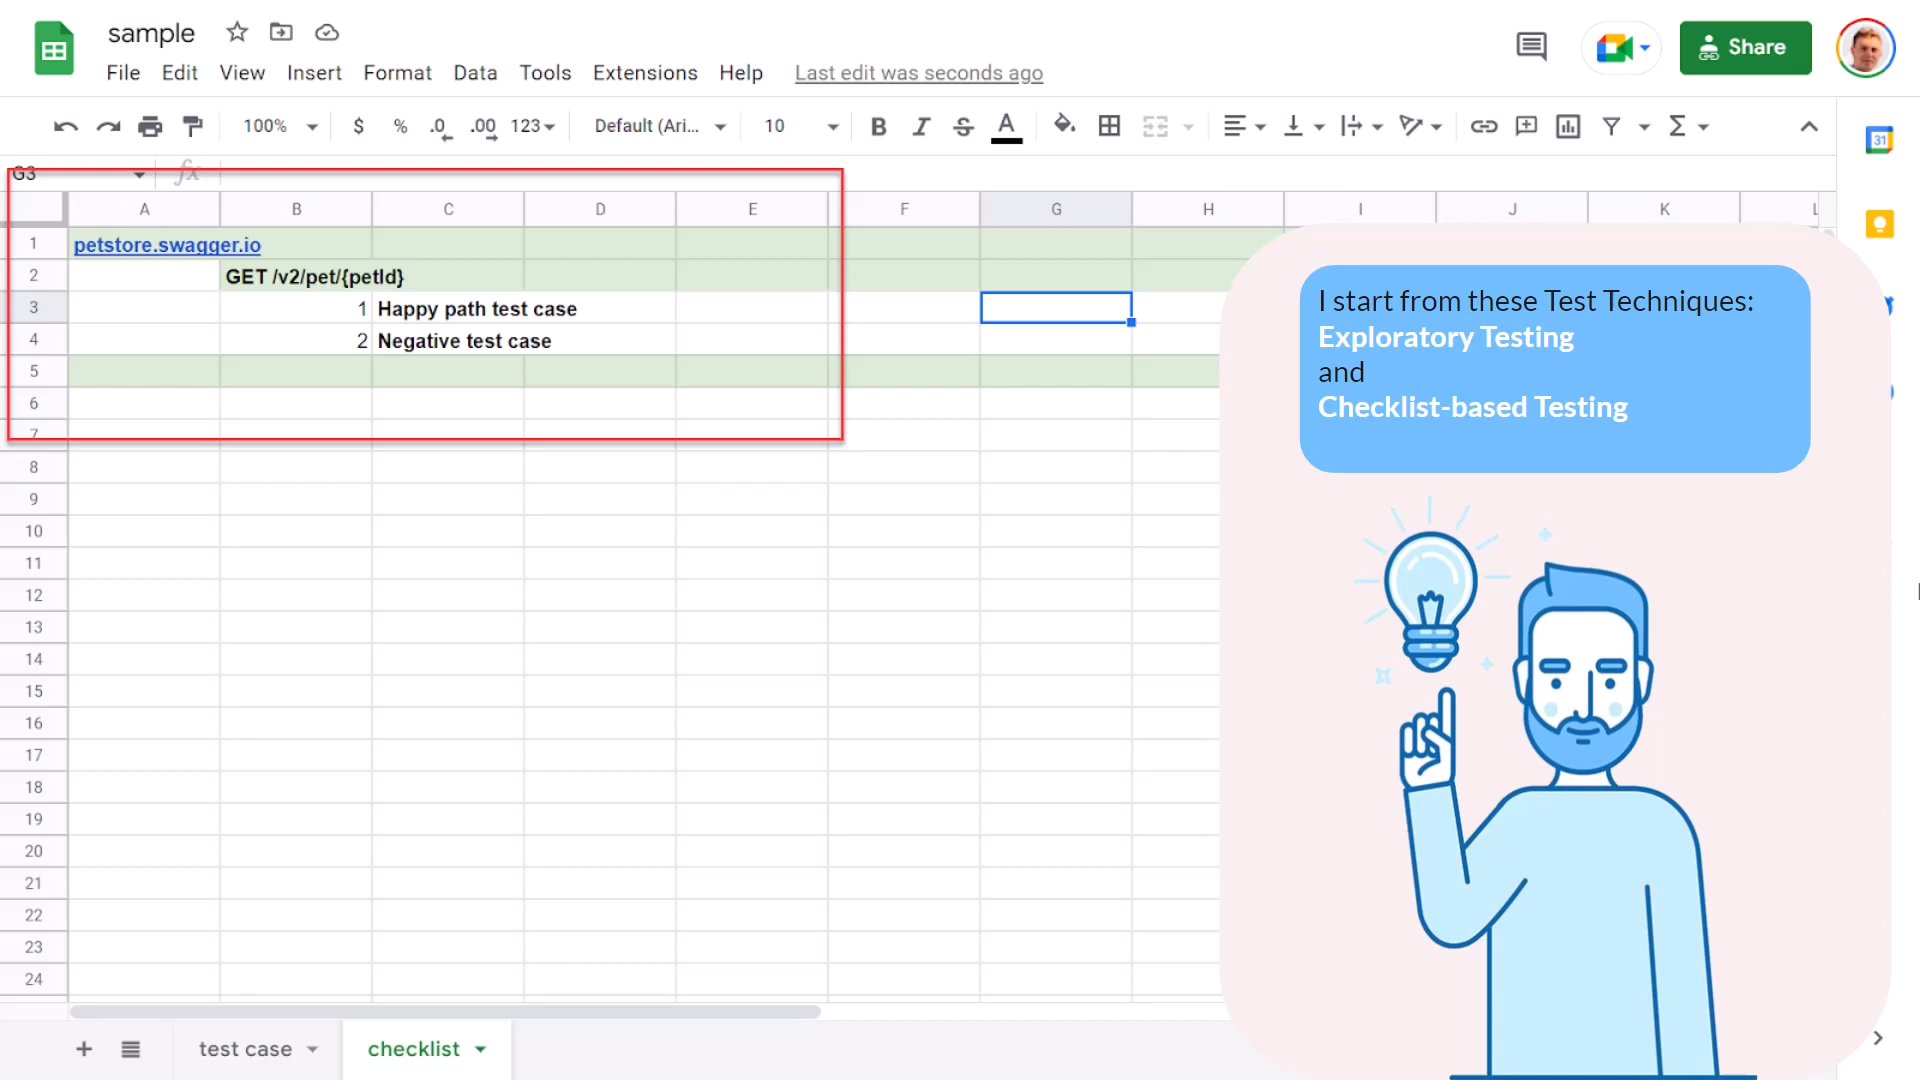 sample
File Edit View Insert Format Data Tools Extensions Help Last edit was seconds ago
Share
100% $ % .0 .00 123 Default (Ari... 10 B I S A
31
G3 fx
A B C D E F G H I J K L
1 petstore.swagger.io
2 GET /v2/pet/{petId}
3 1 Happy path test case
4 2 Negative test case
5
6
7
8
9
10
11
12
13
14
15
16
17
18
19
20
21
22
23
24
I start from these Test Techniques:
Exploratory Testing
and
Checklist-based Testing
test case checklist